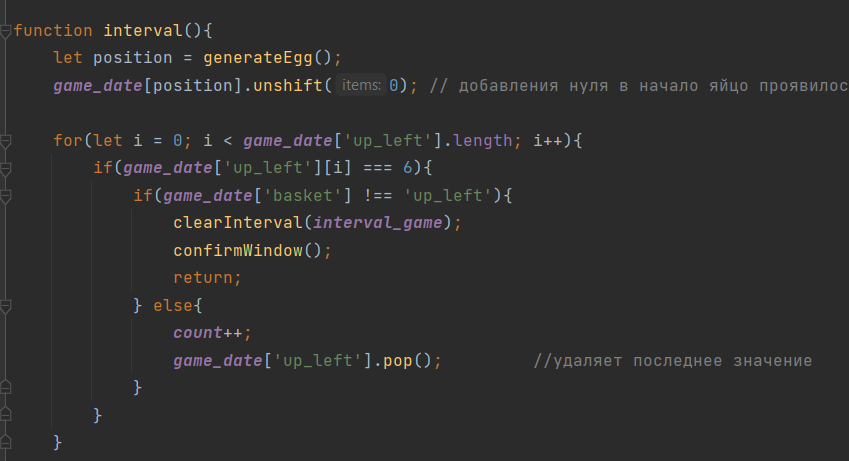 function interval(){
    let position = generateEgg();
    game_date[position].unshift( items: 0); // добавления нуля в начало яйцо проявилос
    for(let i = 0; i < game_date['up_left'].length; i++){
        if(game_date['up_left'][i] === 6){
            if(game_date['basket'] !== 'up_left'){
                clearInterval(interval_game);
                confirmWindow();
                return;
            } else{
                count++;
                game_date['up_left'].pop();         //удаляет последнее значение
            }
        }
    }